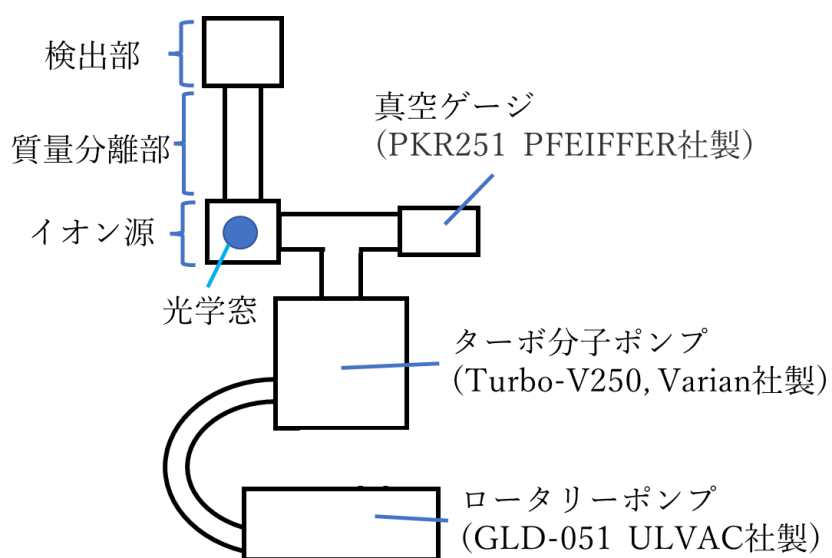 検出部
真空ゲージ
(PKR251 PFEIFFER社製)
質量分離部
イオン源
光学窓
ターボ分子ポンプ
(Turbo-V250, Varian社製)
ロータリーポンプ
(GLD-051 ULVAC社製)